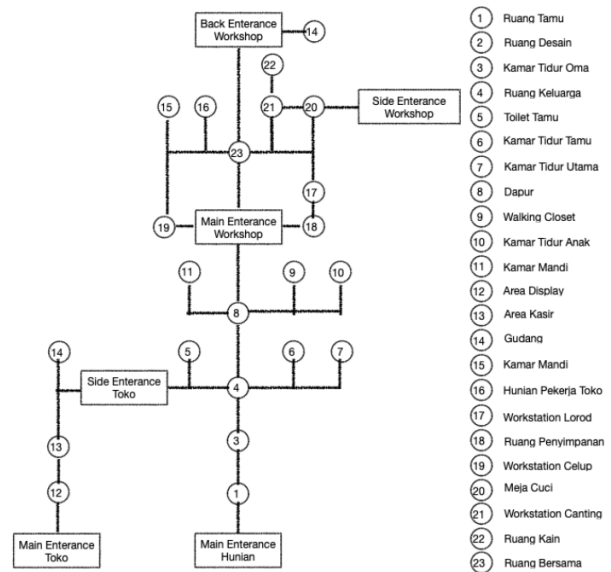 Back Enterance
Workshop
14
22
15
16
21
20
Side Enterance
Workshop
23
17
19
Main Enterance
Workshop
18
11
9
10
8
14
5
6
7
Side Enterance
Toko
4
13
3
12
1
Main Enterance
Toko
Main Enterance
Hunian
1 Ruang Tamu
2 Ruang Desain
3 Kamar Tidur Oma
4 Ruang Keluarga
5 Toilet Tamu
6 Kamar Tidur Tamu
7 Kamar Tidur Utama
8 Dapur
9 Walking Closet
10 Kamar Tidur Anak
11 Kamar Mandi
12 Area Display
13 Area Kasir
14 Gudang
15 Kamar Mandi
16 Hunian Pekerja Toko
17 Workstation Lorod
18 Ruang Penyimpanan
19 Workstation Celup
20 Meja Cuci
21 Workstation Canting
22 Ruang Kain
23 Ruang Bersama